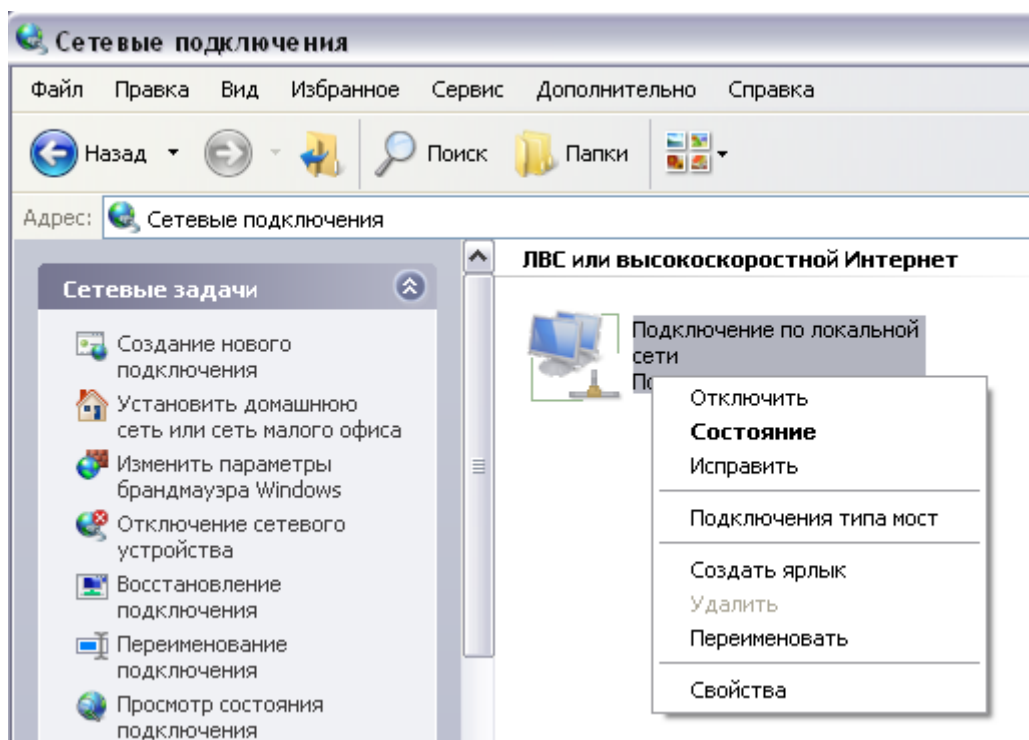 Сетевые подключения
Файл Правка Вид Избранное Сервис Дополнительно Справка
Назад Поиск Папки
Адрес: Сетевые подключения
Сетевые задачи
Создание нового
подключения
Установить домашнюю
сеть или сеть малого офиса
Изменить параметры
брандмауэра Windows
Отключение сетевого
устройства
Восстановление
подключения
Переименование
подключения
Просмотр состояния
подключения
ЛВС или высокоскоростной Интернет
Подключение по локальной
сети
Отключить
Состояние
Исправить
Подключения типа мост
Создать ярлык
Удалить
Переименовать
Свойства